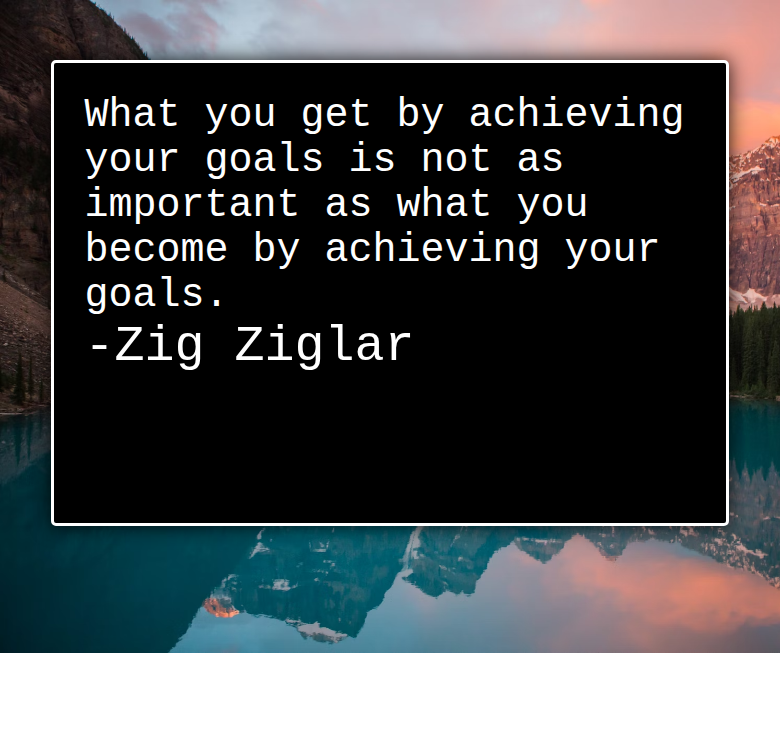 What you get by achieving
your goals is not as
important as what you
become by achieving your
goals.
-Zig Ziglar